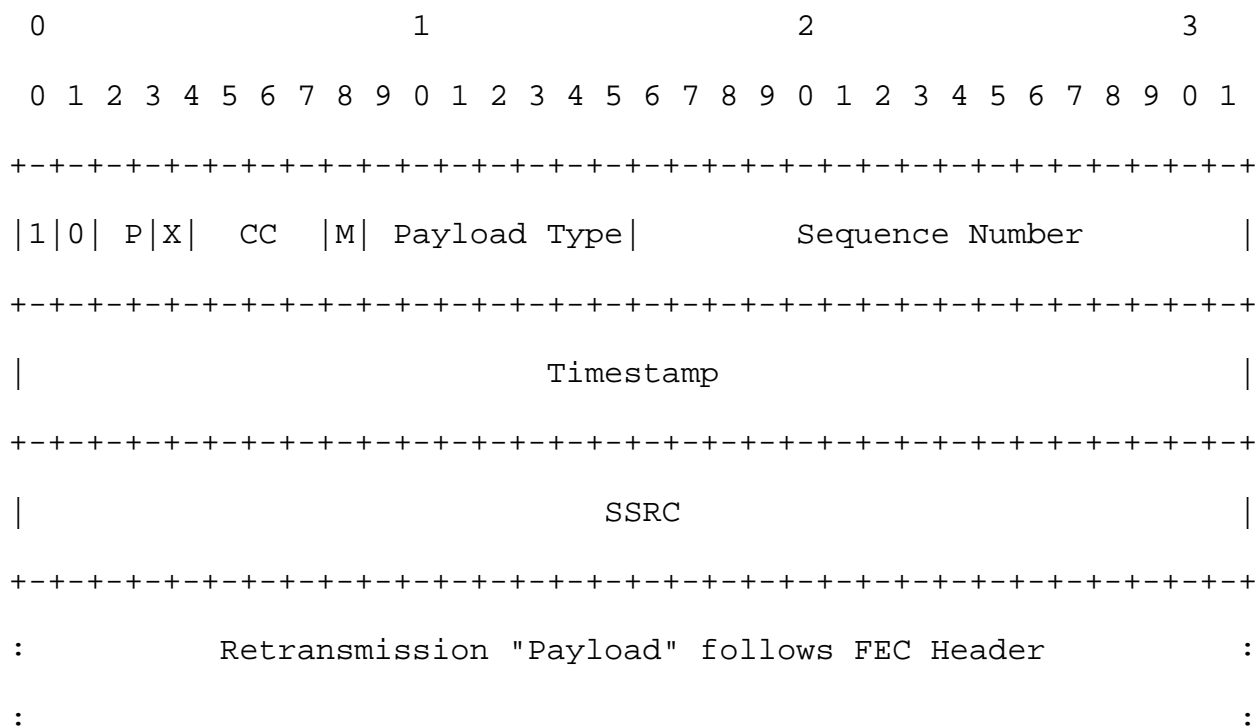 0                   1                   2                   3
 0 1 2 3 4 5 6 7 8 9 0 1 2 3 4 5 6 7 8 9 0 1 2 3 4 5 6 7 8 9 0 1
+-+-+-+-+-+-+-+-+-+-+-+-+-+-+-+-+-+-+-+-+-+-+-+-+-+-+-+-+-+-+-+-+
|1|0| P|X|  CC  |M| Payload Type|        Sequence Number        |
+-+-+-+-+-+-+-+-+-+-+-+-+-+-+-+-+-+-+-+-+-+-+-+-+-+-+-+-+-+-+-+-+
|                           Timestamp                           |
+-+-+-+-+-+-+-+-+-+-+-+-+-+-+-+-+-+-+-+-+-+-+-+-+-+-+-+-+-+-+-+-+
|                              SSRC                             |
+-+-+-+-+-+-+-+-+-+-+-+-+-+-+-+-+-+-+-+-+-+-+-+-+-+-+-+-+-+-+-+-+
:          Retransmission "Payload" follows FEC Header          :
:                                                               :